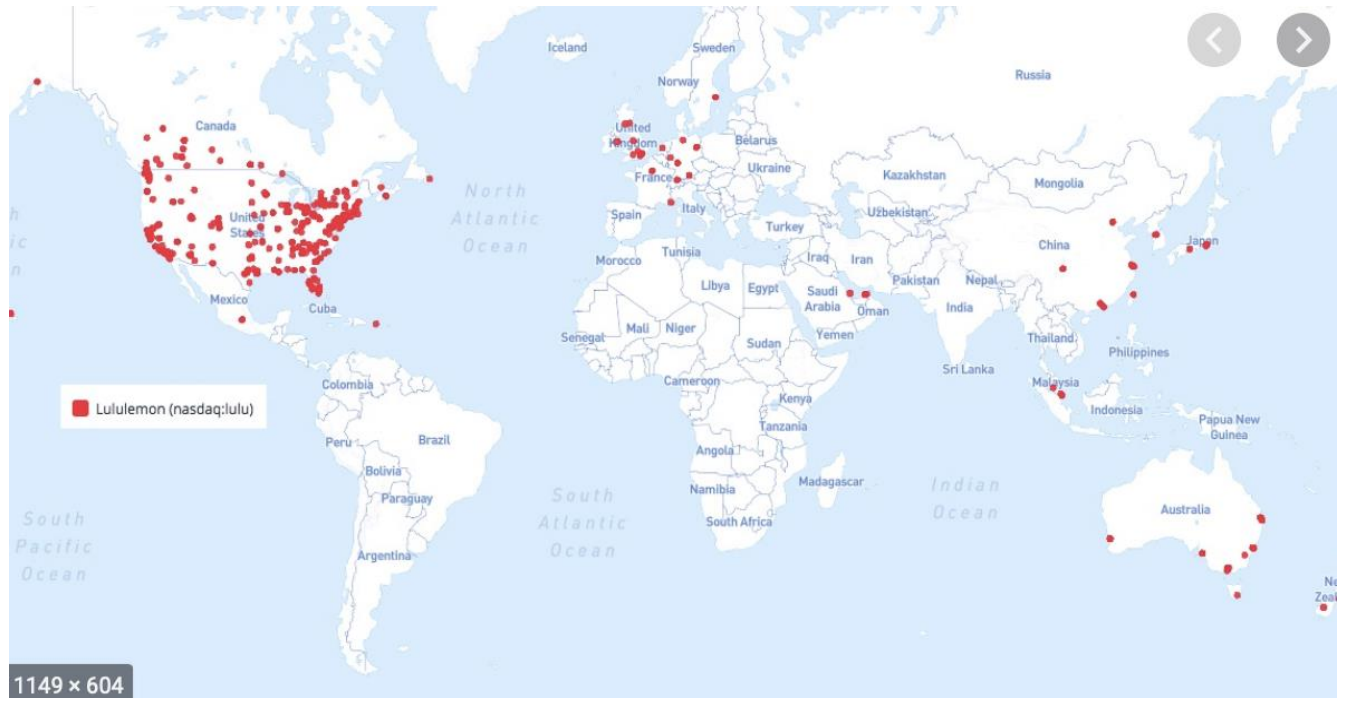 Iceland
Sweden
Norway
Russia
Canada
United
Kingdom
Belarus
Ukraine
Kazakhstan
Mongolia
France
North
Atlantic
Ocean
Spain
Italy
Uzbekistan
United
States
Turkey
China
Japan
Morocco
Tunisia
Iraq
Iran
Pakistan
Nepal
Mexico
Cuba
Libya
Egypt
Saudi
Arabia
Oman
India
Senegal
Mali
Niger
Sudan
Yemen
Thailand
Philippines
Sri Lanka
Colombia
Cameroon
Malaysia
Lululemon (nasdaq:lulu)
Kenya
Indonesia
Papua New
Guinea
Peru
Brazil
Tanzania
Bolivia
Angola
Paraguay
Namibia
Madagascar
Indian
Ocean
South
Pacific
Ocean
South
Atlantic
Ocean
South Africa
Australia
Argentina
1149 × 604